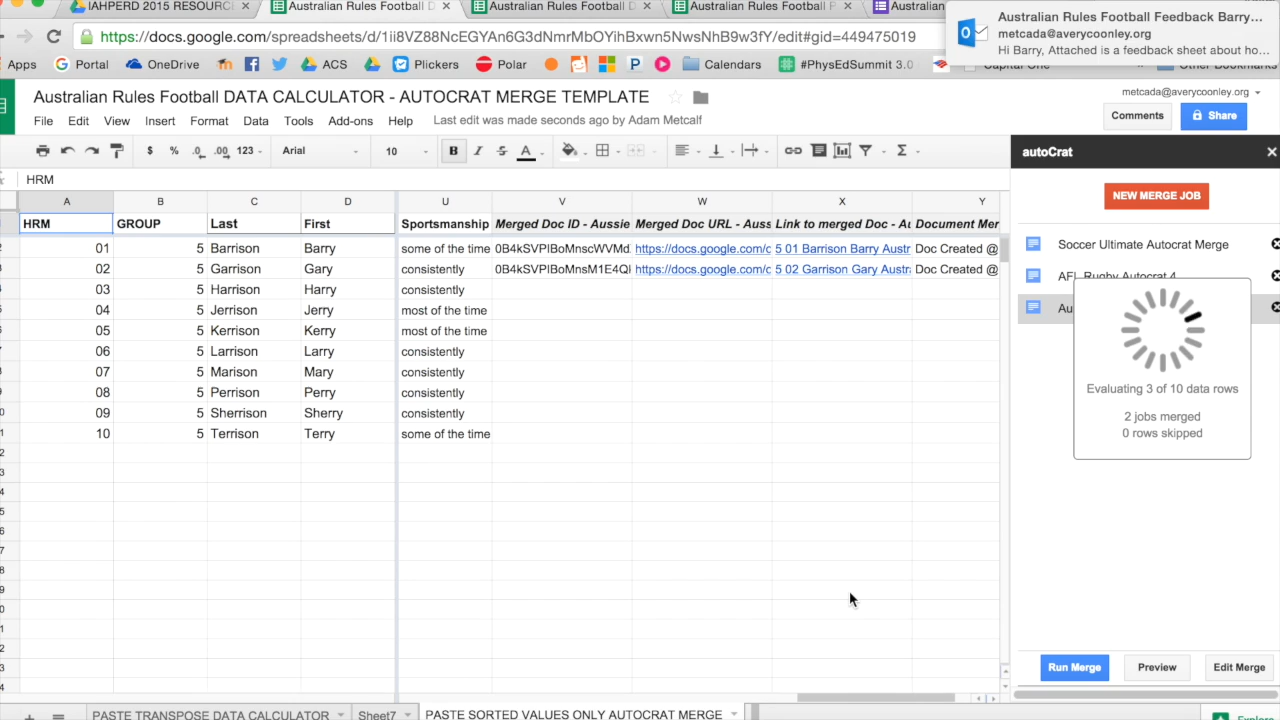 IAHPERD 2015 RESOURC
Australian Rules Football D
Australian Rules Football D
Australian Rules Football P
Australian
Australian Rules Football Feedback Barry...
metcada@averycoonley.org
Hi Barry, Attached is a feedback sheet about ho...
https://docs.google.com/spreadsheets/d/1ii8VZ88NcEGYAn6G3dNmrMbOYihBxwn5NwsNhB9w3fY/edit#gid=449475019
Apps Portal OneDrive ACS Plickers Polar Calendars #PhysEdSummit 3.0 Capital One Other Bookmarks
Australian Rules Football DATA CALCULATOR - AUTOCRAT MERGE TEMPLATE
metcada@averycoonley.org
File Edit View Insert Format Data Tools Add-ons Help Last edit was made seconds ago by Adam Metcalf
Comments Share
$ % .0 .00 123 Arial 10 B I S A Σ
autoCrat
HRM
NEW MERGE JOB
A B C D U V W X Y
HRM GROUP Last First Sportsmanship Merged Doc ID - Aussie Merged Doc URL - Auss Link to merged Doc - Au Document Mer
2 01 5 Barrison Barry some of the time 0B4kSVPIBoMnscWVMd https://docs.google.com/c 5 01 Barrison Barry Austr Doc Created @
3 02 5 Garrison Gary consistently 0B4kSVPIBoMnsM1E4Ql https://docs.google.com/c 5 02 Garrison Gary Austra Doc Created @
03 5 Harrison Harry consistently
04 5 Jerrison Jerry most of the time
05 5 Kerrison Kerry most of the time
06 5 Larrison Larry consistently
07 5 Marison Mary consistently
08 5 Perrison Perry consistently
09 5 Sherrison Sherry consistently
10 5 Terrison Terry some of the time
Soccer Ultimate Autocrat Merge
AFL Rugby Autocrat 4
Au
Evaluating 3 of 10 data rows
2 jobs merged
0 rows skipped
Run Merge Preview Edit Merge
PASTE TRANSPOSE DATA CALCULATOR Sheet7 PASTE SORTED VALUES ONLY AUTOCRAT MERGE
Explore